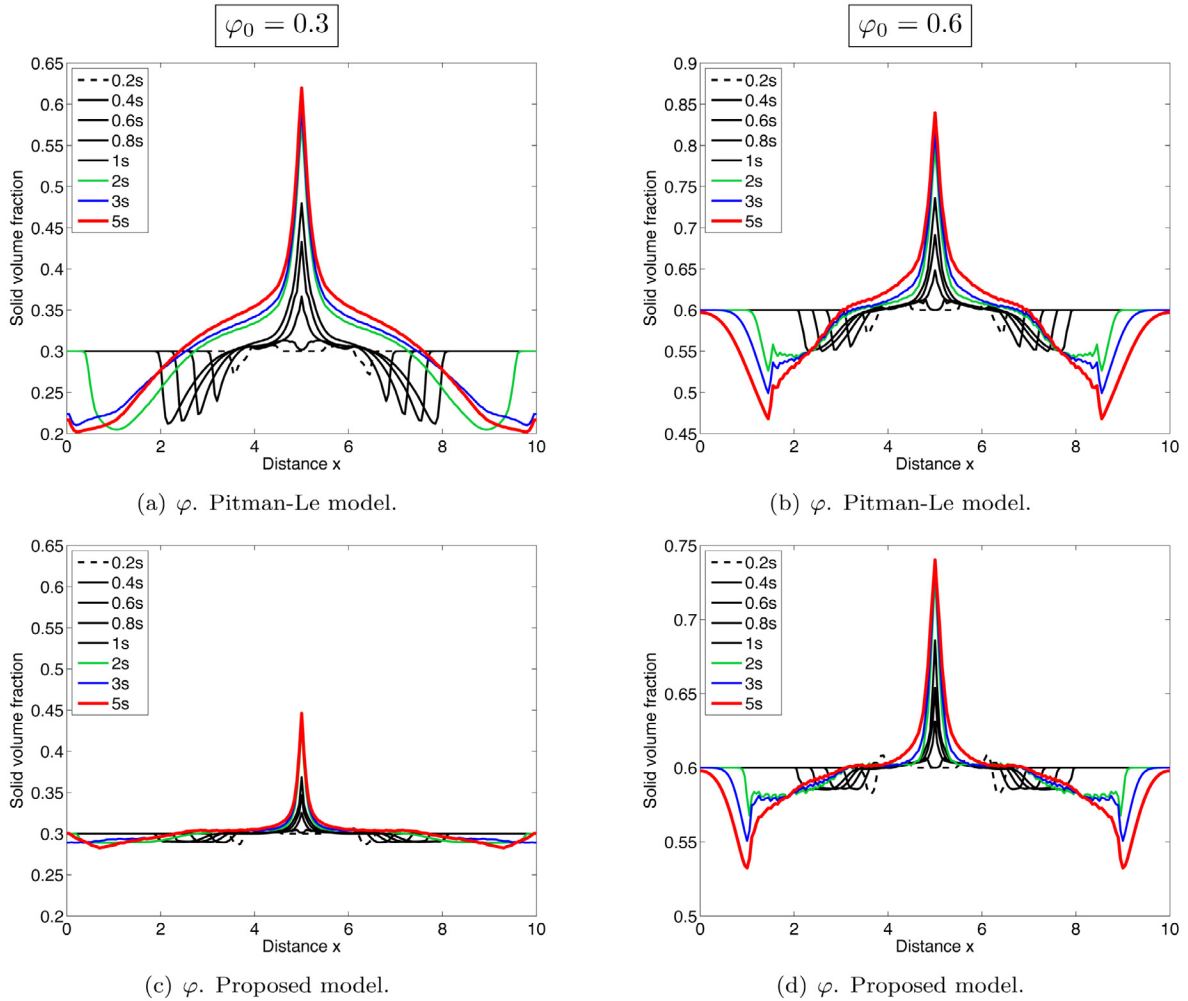 φ₀ = 0.3
φ₀ = 0.6
0.65
0.6
0.55
0.5
0.45
0.4
0.35
0.3
0.25
0.2
Solid volume fraction
0.2s
0.4s
0.6s
0.8s
1s
2s
3s
5s
0 2 4 6 8 10
Distance x
(a) φ. Pitman-Le model.
0.9
0.85
0.8
0.75
0.7
0.65
0.6
0.55
0.5
0.45
Solid volume fraction
0.2s
0.4s
0.6s
0.8s
1s
2s
3s
5s
0 2 4 6 8 10
Distance x
(b) φ. Pitman-Le model.
0.65
0.6
0.55
0.5
0.45
0.4
0.35
0.3
0.25
0.2
Solid volume fraction
0.2s
0.4s
0.6s
0.8s
1s
2s
3s
5s
0 2 4 6 8 10
Distance x
(c) φ. Proposed model.
0.75
0.7
0.65
0.6
0.55
0.5
Solid volume fraction
0.2s
0.4s
0.6s
0.8s
1s
2s
3s
5s
0 2 4 6 8 10
Distance x
(d) φ. Proposed model.